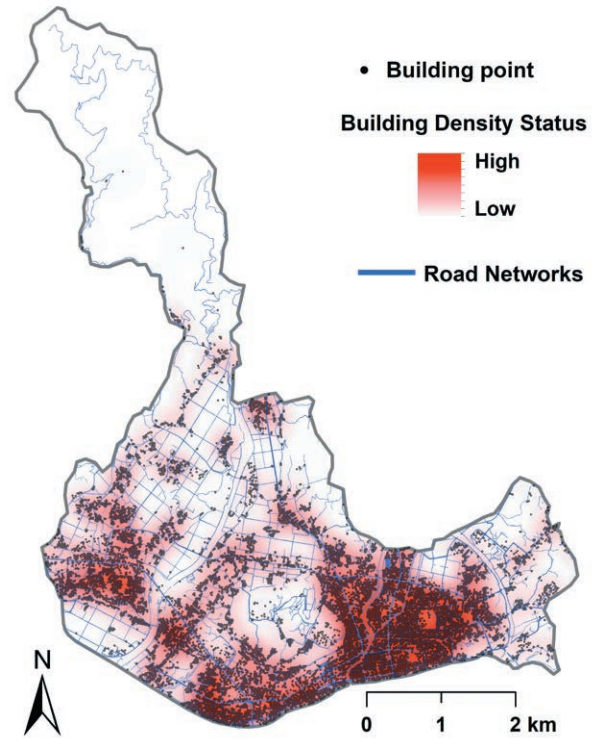 Building point
Building Density Status
High
Low
Road Networks
N
0 1 2 km